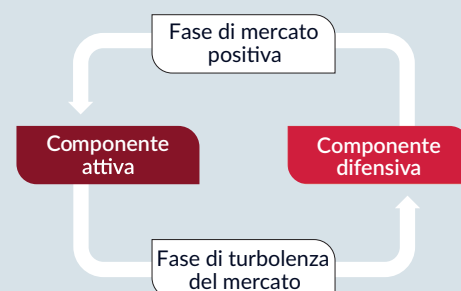 Fase di mercato
positiva
Componente
attiva
Componente
difensiva
Fase di turbolenza
del mercato